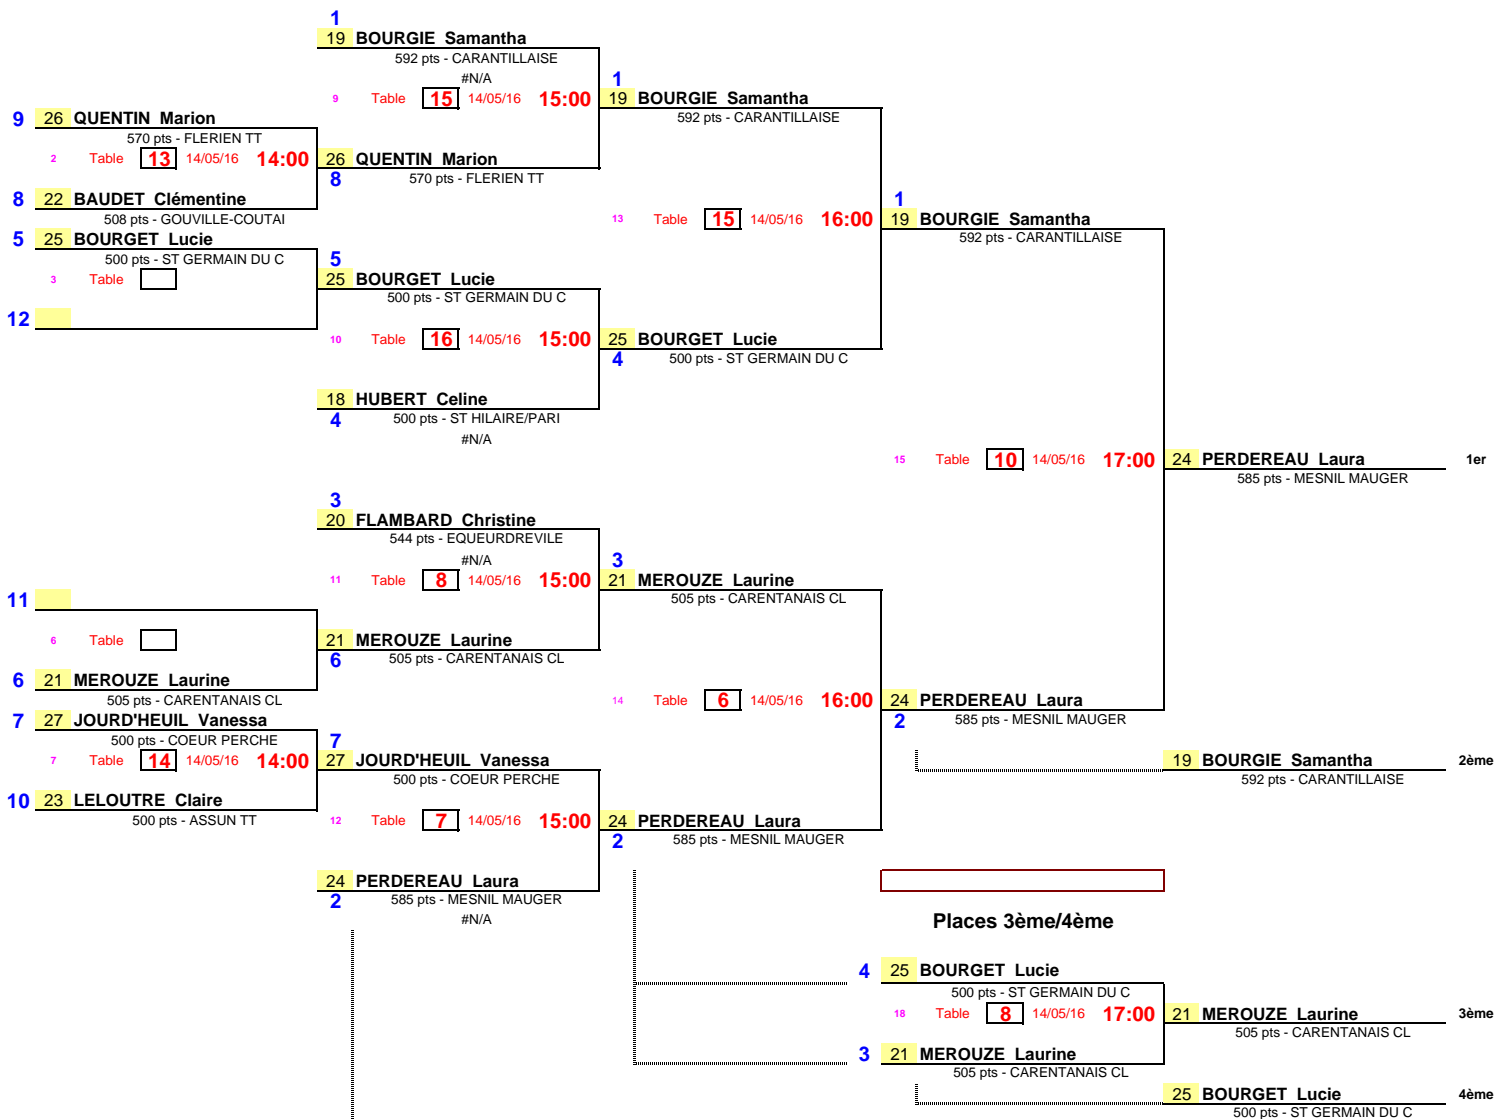 1
19 BOURGIE Samantha
592 pts - CARANTILLAISE
#N/A
9 Table 15 14/05/16 15:00
1
19 BOURGIE Samantha
592 pts - CARANTILLAISE
9 26 QUENTIN Marion
570 pts - FLERIEN TT
2 Table 13 14/05/16 14:00
26 QUENTIN Marion
8 570 pts - FLERIEN TT
8 22 BAUDET Clémentine
508 pts - GOUVILLE-COUTAI
13 Table 15 14/05/16 16:00
1
19 BOURGIE Samantha
592 pts - CARANTILLAISE
5 25 BOURGET Lucie
500 pts - ST GERMAIN DU C
3 Table
5
25 BOURGET Lucie
500 pts - ST GERMAIN DU C
12
10 Table 16 14/05/16 15:00
25 BOURGET Lucie
4 500 pts - ST GERMAIN DU C
18 HUBERT Celine
4 500 pts - ST HILAIRE/PARI
#N/A
15 Table 10 14/05/16 17:00
24 PERDEREAU Laura 1er
585 pts - MESNIL MAUGER
3
20 FLAMBARD Christine
544 pts - EQUEURDREVILE
#N/A
11 Table 8 14/05/16 15:00
3
21 MEROUZE Laurine
505 pts - CARENTANAIS CL
11
6 Table
21 MEROUZE Laurine
6 505 pts - CARENTANAIS CL
6 21 MEROUZE Laurine
505 pts - CARENTANAIS CL
14 Table 6 14/05/16 16:00
24 PERDEREAU Laura
2 585 pts - MESNIL MAUGER
7 27 JOURD'HEUIL Vanessa
500 pts - COEUR PERCHE
7 Table 14 14/05/16 14:00
7
27 JOURD'HEUIL Vanessa
500 pts - COEUR PERCHE
19 BOURGIE Samantha 2ème
592 pts - CARANTILLAISE
10 23 LELOUTRE Claire
500 pts - ASSUN TT
12 Table 7 14/05/16 15:00
24 PERDEREAU Laura
2 585 pts - MESNIL MAUGER
24 PERDEREAU Laura
2 585 pts - MESNIL MAUGER
#N/A
Places 3ème/4ème
4 25 BOURGET Lucie
500 pts - ST GERMAIN DU C
18 Table 8 14/05/16 17:00
21 MEROUZE Laurine 3ème
505 pts - CARENTANAIS CL
3 21 MEROUZE Laurine
505 pts - CARENTANAIS CL
25 BOURGET Lucie 4ème
500 pts - ST GERMAIN DU C